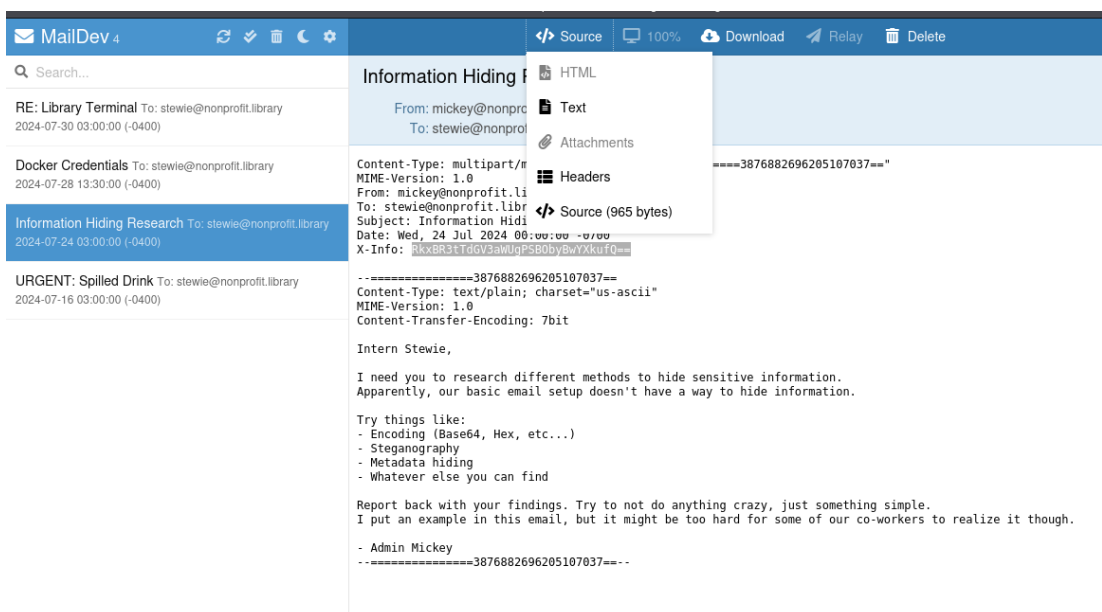 MailDev 4
Source 100% Download Relay Delete
Search...
RE: Library Terminal To: stewie@nonprofit.library
2024-07-30 03:00:00 (-0400)
Docker Credentials To: stewie@nonprofit.library
2024-07-28 13:30:00 (-0400)
Information Hiding Research To: stewie@nonprofit.library
2024-07-24 03:00:00 (-0400)
URGENT: Spilled Drink To: stewie@nonprofit.library
2024-07-16 03:00:00 (-0400)
Information Hiding
From: mickey@nonpro
To: stewie@nonprof
HTML
Text
Attachments
Headers
Source (965 bytes)
Content-Type: multipart/m ====3876882696205107037=="
MIME-Version: 1.0
From: mickey@nonprofit.li
To: stewie@nonprofit.libr
Subject: Information Hidi
Date: Wed, 24 Jul 2024 00:00:00 -0700
X-Info: RkxBR3tTdGV3aWUgPSBObyBwYXkufQ==
--===============3876882696205107037==
Content-Type: text/plain; charset="us-ascii"
MIME-Version: 1.0
Content-Transfer-Encoding: 7bit
Intern Stewie,
I need you to research different methods to hide sensitive information.
Apparently, our basic email setup doesn't have a way to hide information.
Try things like:
- Encoding (Base64, Hex, etc...)
- Steganography
- Metadata hiding
- Whatever else you can find
Report back with your findings. Try to not do anything crazy, just something simple.
I put an example in this email, but it might be too hard for some of our co-workers to realize it though.
- Admin Mickey
--===============3876882696205107037==--